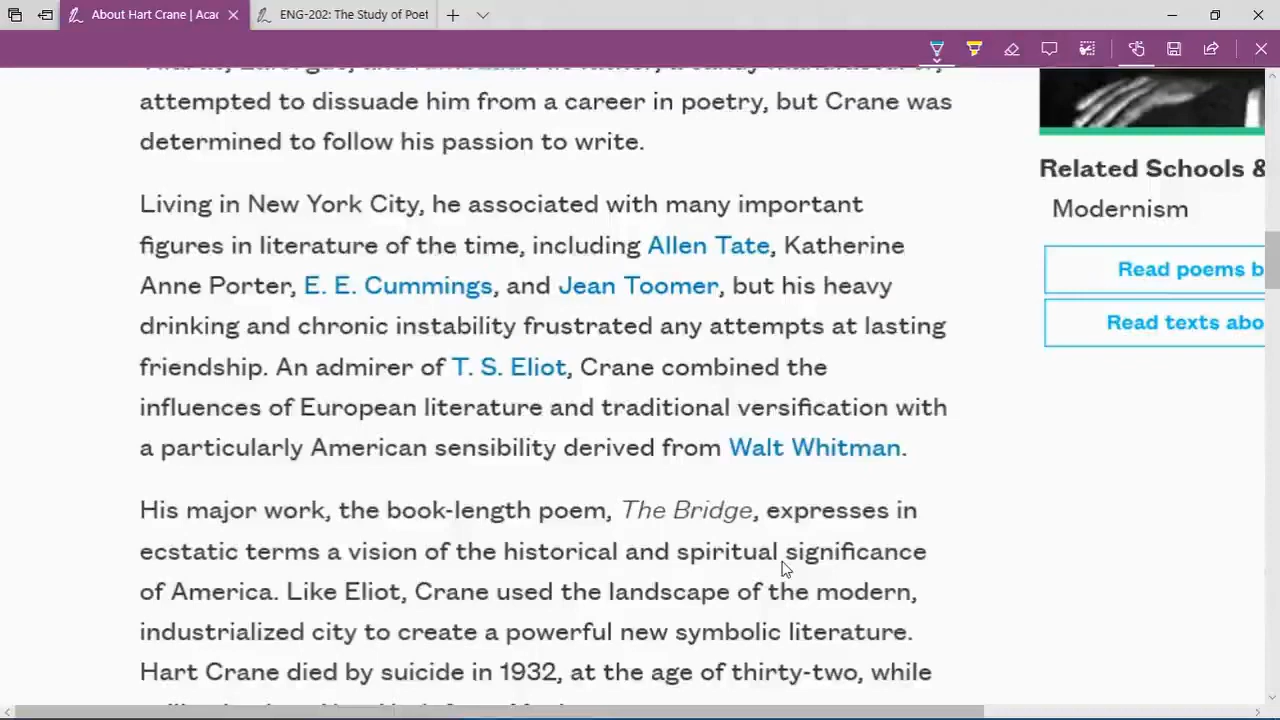 About Hart Crane | Acac
ENG-202: The Study of Poet
attempted to dissuade him from a career in poetry, but Crane was
determined to follow his passion to write.
Living in New York City, he associated with many important
figures in literature of the time, including Allen Tate, Katherine
Anne Porter, E. E. Cummings, and Jean Toomer, but his heavy
drinking and chronic instability frustrated any attempts at lasting
friendship. An admirer of T. S. Eliot, Crane combined the
influences of European literature and traditional versification with
a particularly American sensibility derived from Walt Whitman.
His major work, the book-length poem, The Bridge, expresses in
ecstatic terms a vision of the historical and spiritual significance
of America. Like Eliot, Crane used the landscape of the modern,
industrialized city to create a powerful new symbolic literature.
Hart Crane died by suicide in 1932, at the age of thirty-two, while
Related Schools &
Modernism
Read poems b
Read texts abo